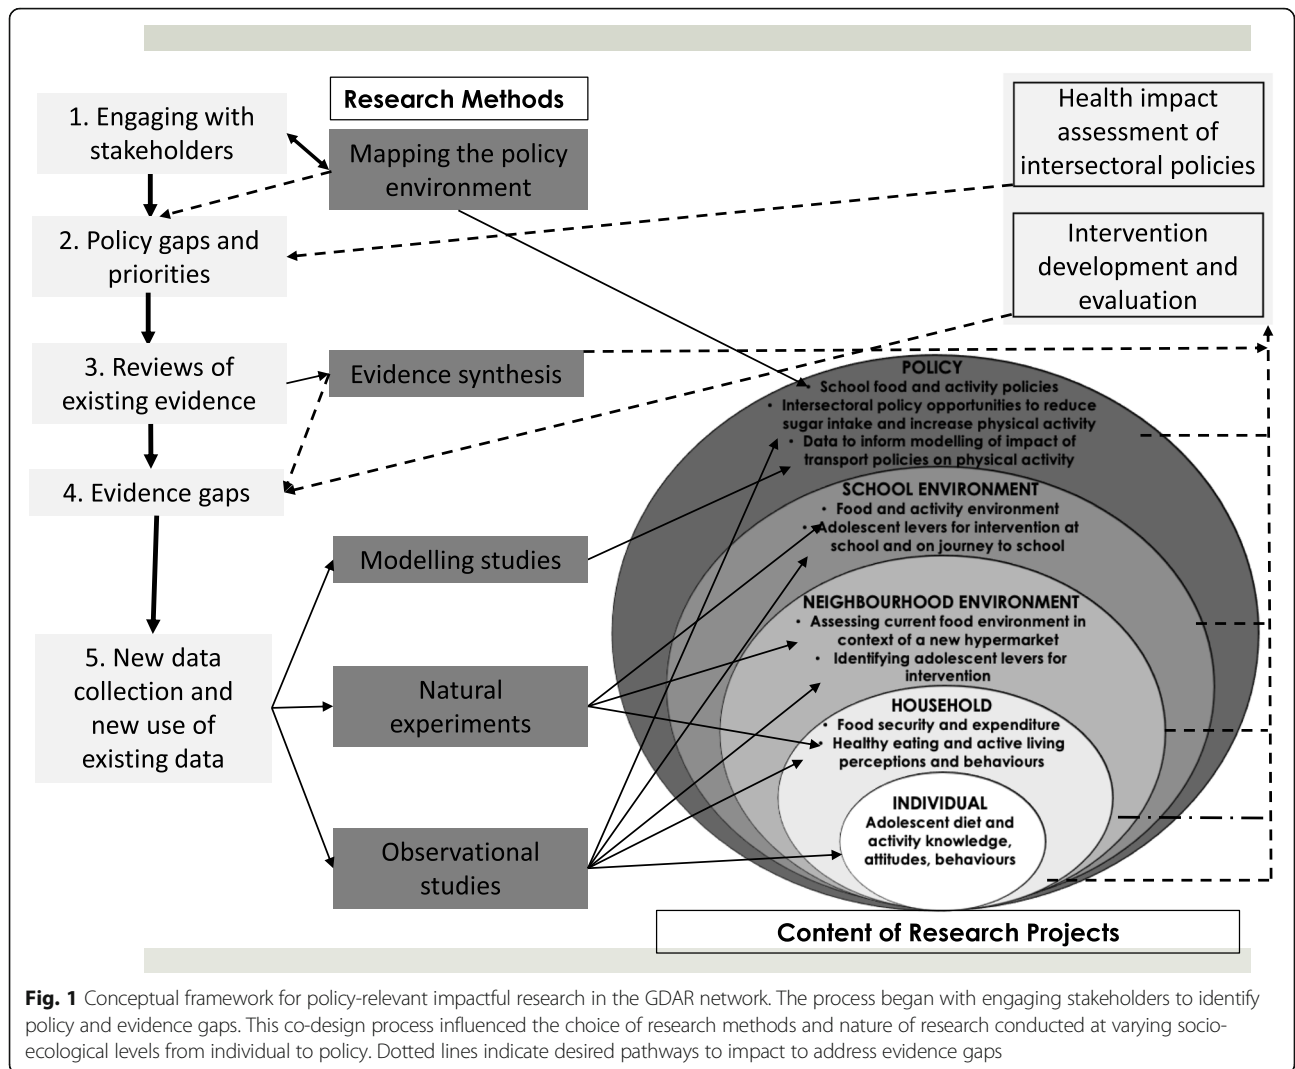 1. Engaging with
stakeholders
2. Policy gaps and
priorities
3. Reviews of
existing evidence
4. Evidence gaps
5. New data
collection and
new use of
existing data
Research Methods
Mapping the policy
environment
Evidence synthesis
Modelling studies
Natural
experiments
Observational
studies
Health impact
assessment of
intersectoral policies
Intervention
development and
evaluation
POLICY
• School food and activity policies
• Intersectoral policy opportunities to reduce
sugar intake and increase physical activity
• Data to inform modelling of impact of
transport policies on physical activity
SCHOOL ENVIRONMENT
• Food and activity environment
• Adolescent levers for intervention at
school and on journey to school
NEIGHBOURHOOD ENVIRONMENT
• Assessing current food environment in
context of a new hypermarket
• Identifying adolescent levers for
intervention
HOUSEHOLD
• Food security and expenditure
• Healthy eating and active living
perceptions and behaviours
INDIVIDUAL
Adolescent diet and
activity knowledge,
attitudes, behaviours
Content of Research Projects
Fig. 1 Conceptual framework for policy-relevant impactful research in the GDAR network. The process began with engaging stakeholders to identify
policy and evidence gaps. This co-design process influenced the choice of research methods and nature of research conducted at varying socio-
ecological levels from individual to policy. Dotted lines indicate desired pathways to impact to address evidence gaps